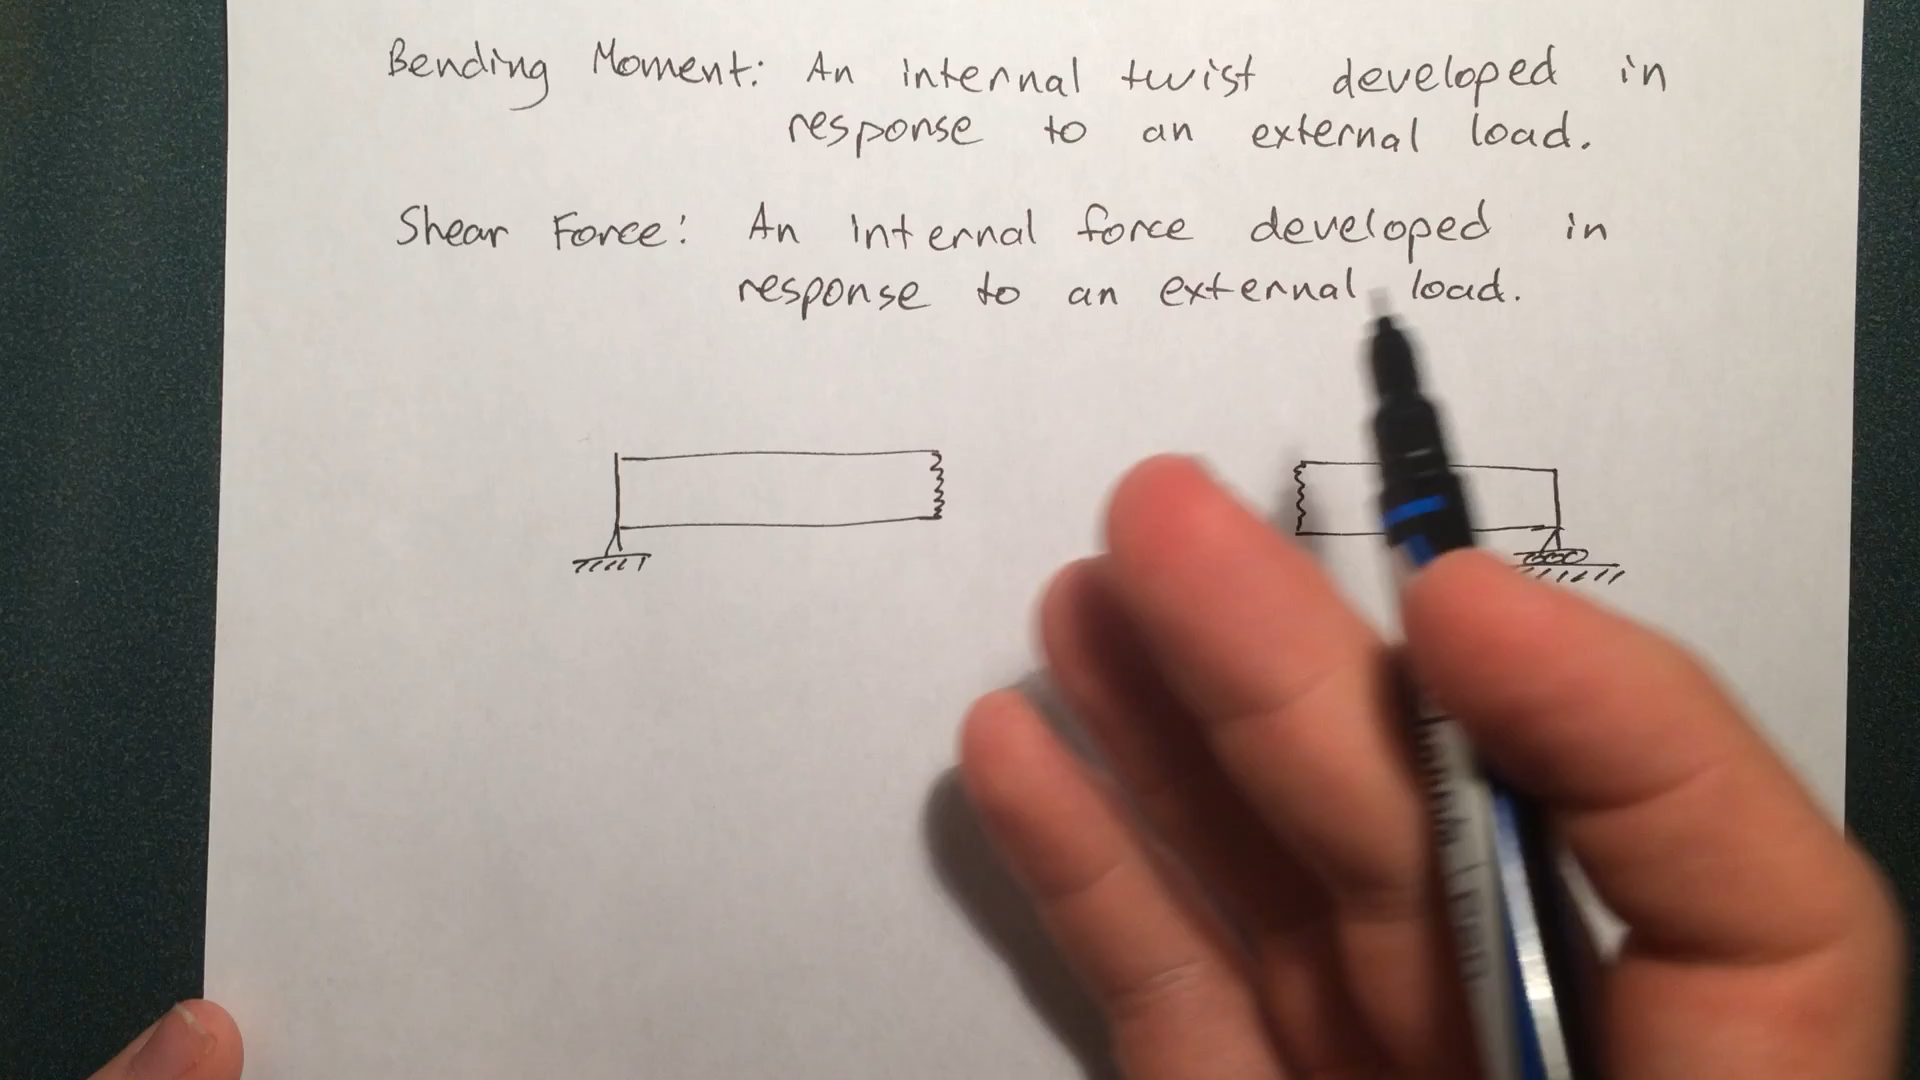 Bending Moment: An internal twist developed in
response to an external load.
Shear Force: An internal force developed in
response to an external load.